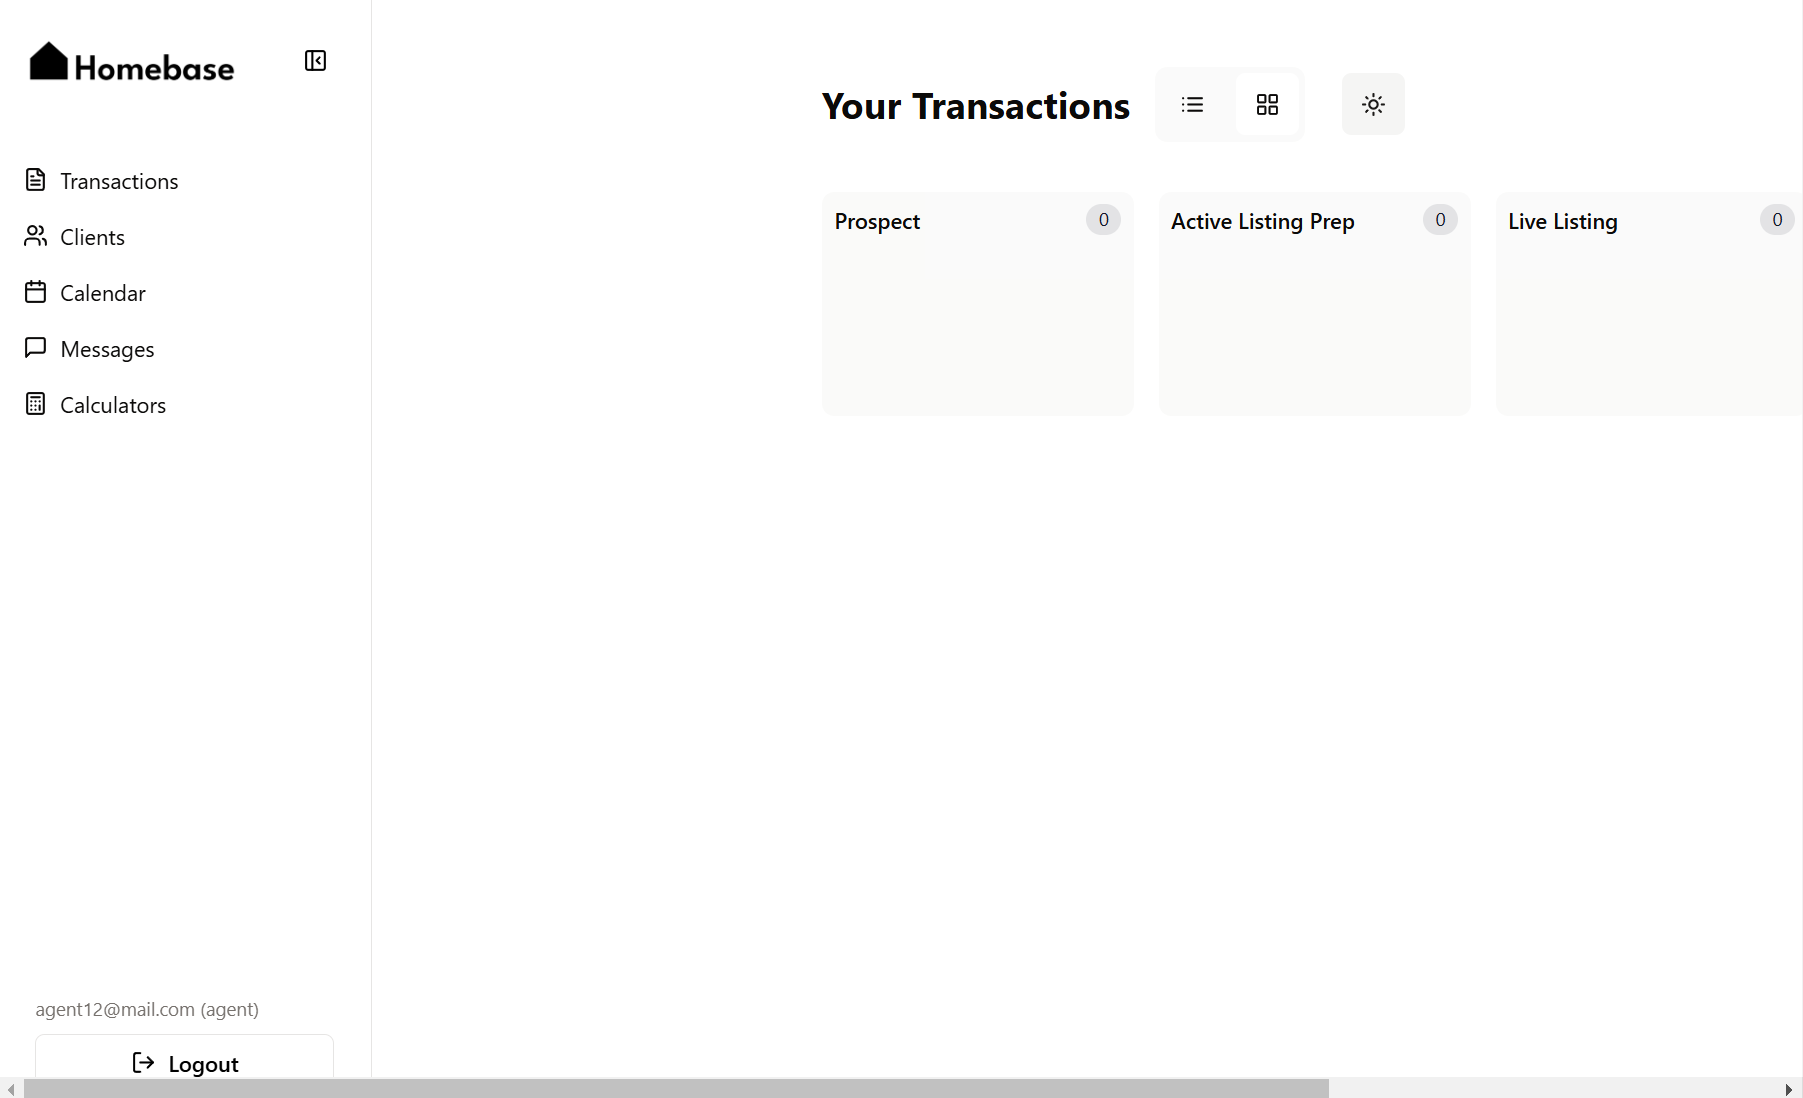 Homebase
Transactions
Clients
Calendar
Messages
Calculators
agent12@mail.com (agent)
Logout
Your Transactions
Prospect 0
Active Listing Prep 0
Live Listing 0